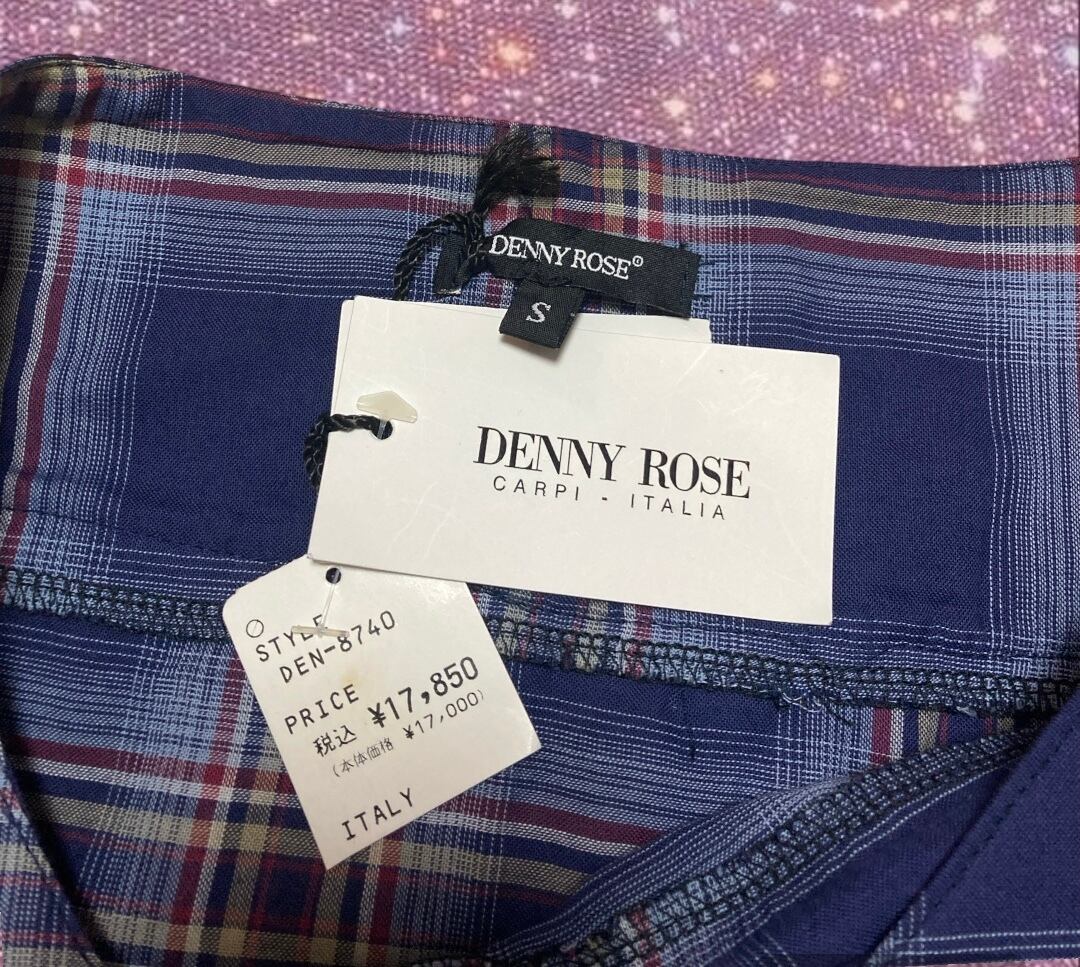 DENNY ROSE
S
DENNY ROSE
CARPI - ITALIA
STYLE
DEN-8740
PRICE
税込 ¥17,850
(本体価格 ¥17,000)
ITALY